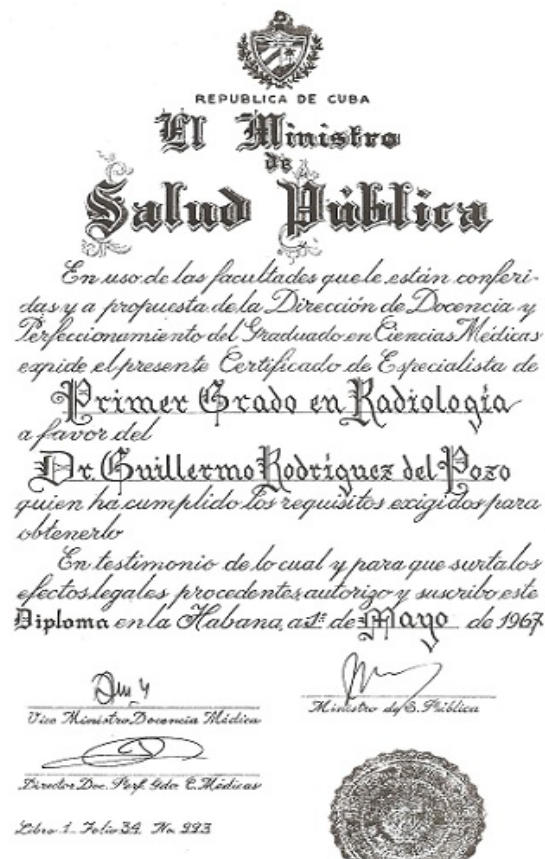 REPUBLICA DE CUBA
El Ministro
de
Salud Pública
En uso de las facultades que le están conferi-
das y a propuesta de la Dirección de Docencia y
Perfeccionamiento del Graduado en Ciencias Médicas
expide el presente Certificado de Especialista de
Primer Grado en Radiología
a favor del
Dr. Guillermo Rodríguez del Pozo
quien ha cumplido los requisitos exigidos para
obtenerlo
En testimonio de lo cual y para que surta los
efectos legales procedentes autorizo y suscribo este
Diploma en la Habana, a 1º de Mayo de 1967
Vice Ministro Docencia Médica
Ministro de S. Pública
Director Doc. Perf. Gdo. C. Médicas
Libro 1 Folio 34 No. 993